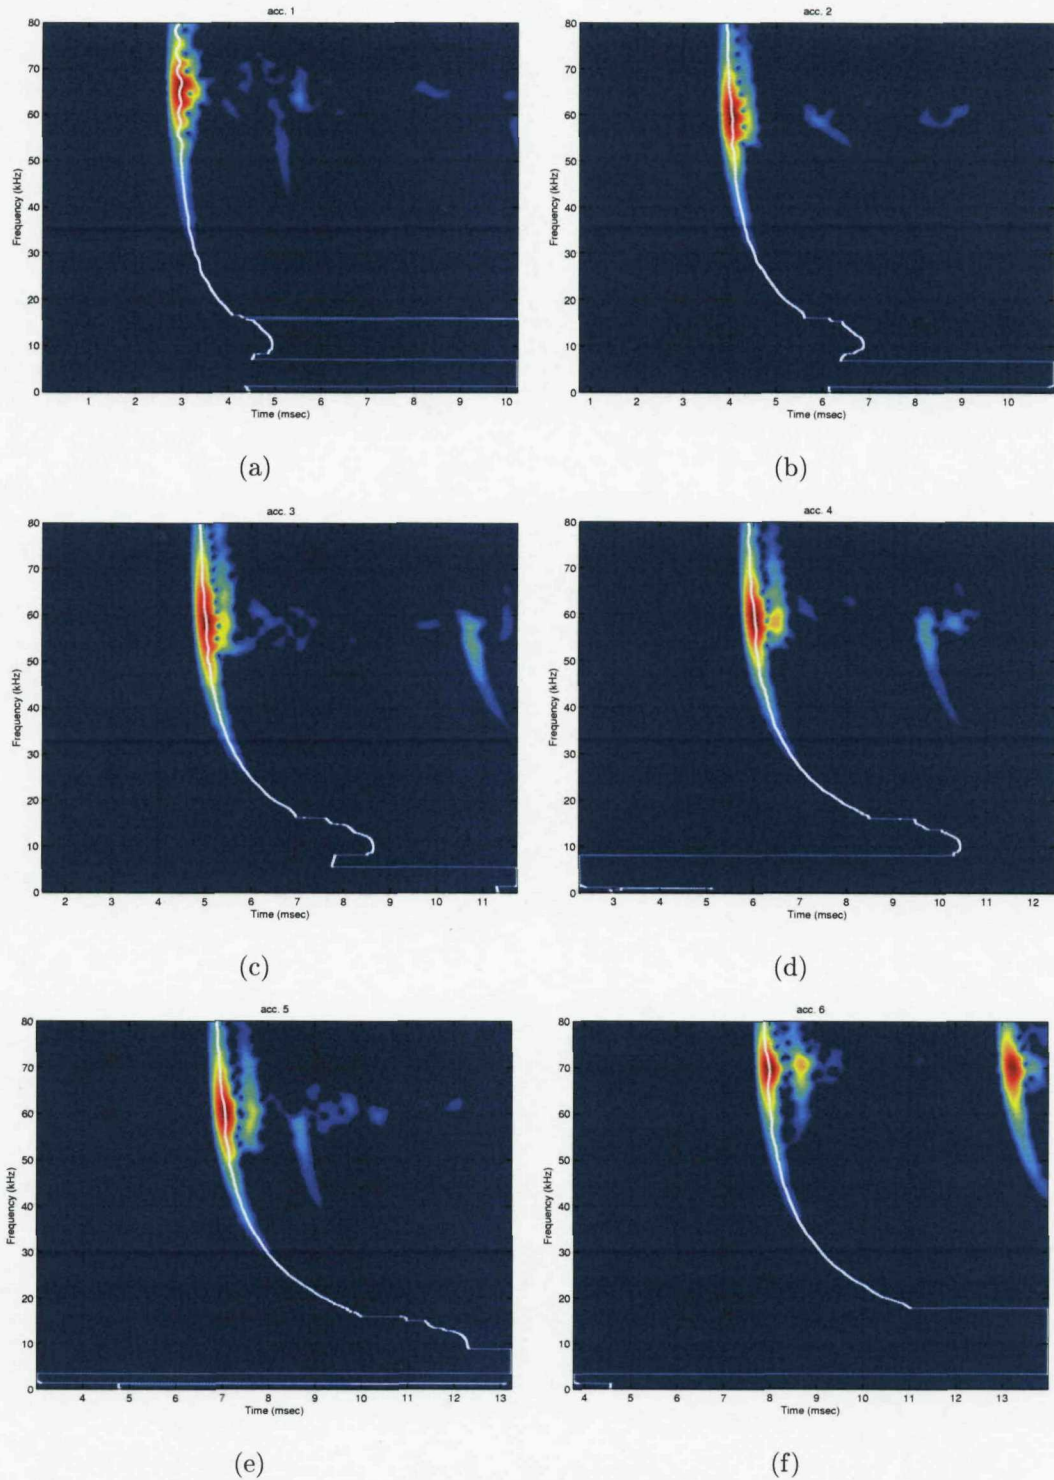 acc. 1
acc. 2
80
70
60
50
40
30
20
10
0
Frequency (kHz)
1 2 3 4 5 6 7 8 9 10
Time (msec)
80
70
60
50
40
30
20
10
0
Frequency (kHz)
1 2 3 4 5 6 7 8 9 10
Time (msec)
(a)
(b)
acc. 3
acc. 4
80
70
60
50
40
30
20
10
0
Frequency (kHz)
2 3 4 5 6 7 8 9 10 11
Time (msec)
80
70
60
50
40
30
20
10
0
Frequency (kHz)
3 4 5 6 7 8 9 10 11 12
Time (msec)
(c)
(d)
acc. 5
acc. 6
80
70
60
50
40
30
20
10
0
Frequency (kHz)
4 5 6 7 8 9 10 11 12 13
Time (msec)
80
70
60
50
40
30
20
10
0
Frequency (kHz)
4 5 6 7 8 9 10 11 12 13
Time (msec)
(e)
(f)